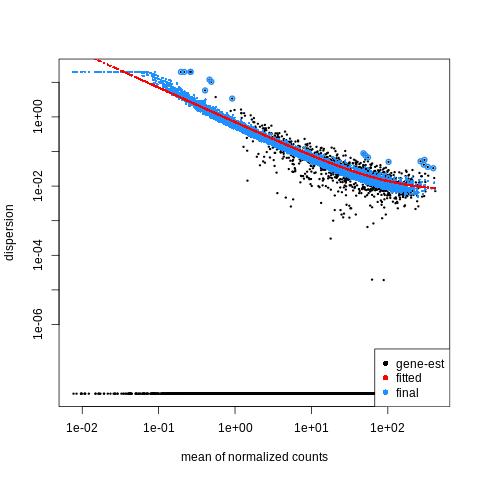 dispersion
1e+00
1e-02
1e-04
1e-06
gene-est
fitted
final
1e-02 1e-01 1e+00 1e+01 1e+02
mean of normalized counts